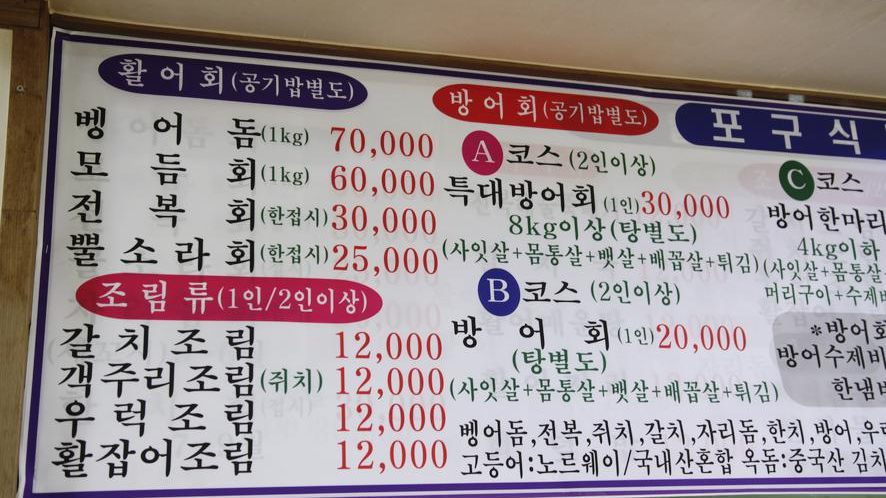 활어회(공기밥별도)
벵어돔(1kg) 70,000
모듬회(1kg) 60,000
전복회(한접시) 30,000
뿔소라회(한접시) 25,000
조림류(1인/2인이상)
갈치조림 12,000
객주리조림(쥐치) 12,000
우럭조림 12,000
활잡어조림 12,000
방어회(공기밥별도)
A코스(2인이상)
특대방어회(1인)30,000
8kg이상(탕별도)
(사잇살+몸통살+뱃살+배꼽살+튀김)
B코스(2인이상)
방어회(1인)20,000
(탕별도)
(사잇살+몸통살+뱃살+배꼽살+튀김)
포구식
C코스
방어한마리
4kg이하
(사잇살+몸통살
머리구이+수제비
*방어회
방어수제비
한냄비
벵어돔,전복,쥐치,갈치,자리돔,한치,방어,우럭
고등어:노르웨이/국내산혼합 옥돔:중국산 김치